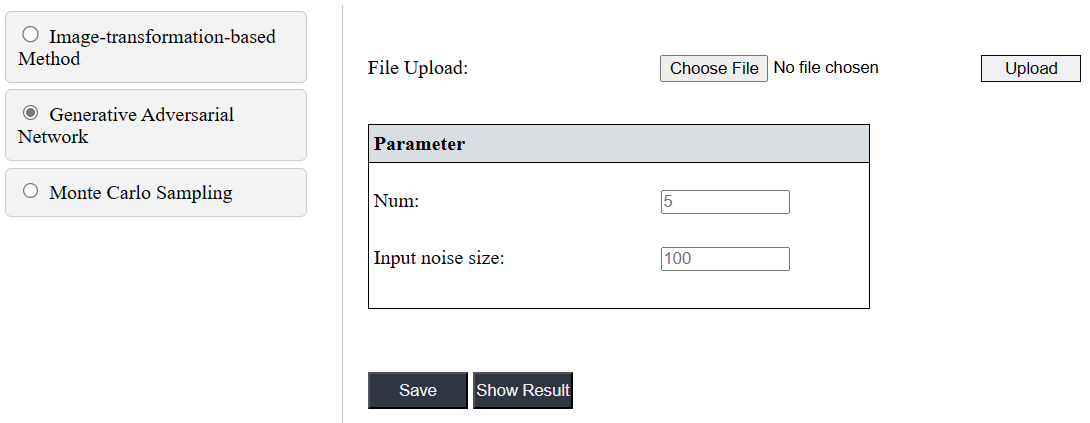 Image-transformation-based
Method
Generative Adversarial
Network
Monte Carlo Sampling
File Upload: Choose File No file chosen Upload
Parameter
Num: 5
Input noise size: 100
Save Show Result